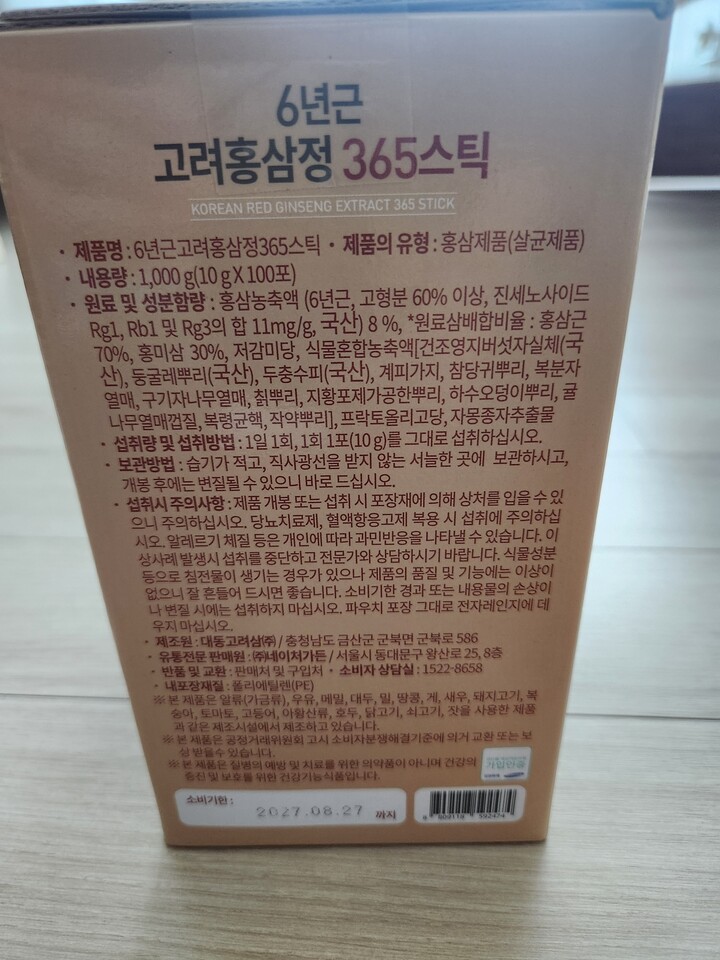 6년근
고려홍삼정 365스틱
KOREAN RED GINSENG EXTRACT 365 STICK
· 제품명 : 6년근고려홍삼정365스틱 · 제품의 유형 : 홍삼제품(살균제품)
· 내용량 : 1,000 g(10 g X 100포)
· 원료 및 성분함량 : 홍삼농축액 (6년근, 고형분 60% 이상, 진세노사이드
Rg1, Rb1 및 Rg3의 합 11mg/g, 국산) 8 %, *원료삼배합비율 : 홍삼근
70%, 홍미삼 30%, 저감미당, 식물혼합농축액[건조영지버섯자실체(국
산), 둥굴레뿌리(국산), 두충수피(국산), 계피가지, 참당귀뿌리, 복분자
열매, 구기자나무열매, 칡뿌리, 지황포제가공한뿌리, 하수오덩이뿌리, 귤
나무열매껍질, 복령균핵, 작약뿌리], 프락토올리고당, 자몽종자추출물
· 섭취량 및 섭취방법 : 1일 1회, 1회 1포(10 g)를 그대로 섭취하십시오.
· 보관방법 : 습기가 적고, 직사광선을 받지 않는 서늘한 곳에 보관하시고,
개봉 후에는 변질될 수 있으니 바로 드십시오.
· 섭취시 주의사항 : 제품 개봉 또는 섭취 시 포장재에 의해 상처를 입을 수 있
으니 주의하십시오. 당뇨치료제, 혈액항응고제 복용 시 섭취에 주의하십
시오. 알레르기 체질 등은 개인에 따라 과민반응을 나타낼 수 있습니다. 이
상사례 발생시 섭취를 중단하고 전문가와 상담하시기 바랍니다. 식물성분
등으로 침전물이 생기는 경우가 있으나 제품의 품질 및 기능에는 이상이
없으니 잘 흔들어 드시면 좋습니다. 소비기한 경과 또는 내용물의 손상이
나 변질 시에는 섭취하지 마십시오. 파우치 포장 그대로 전자레인지에 데
우지 마십시오.
· 제조원 : 대동고려삼㈜ / 충청남도 금산군 군북면 군북로 586
· 유통전문 판매원 : ㈜네이처가든 / 서울시 동대문구 왕산로 25, 8층
· 반품 및 교환 : 판매처 및 구입처 · 소비자 상담실 : 1522-8658
· 내포장재질 : 폴리에틸렌(PE)
※ 본 제품은 알류(가금류), 우유, 메밀, 대두, 밀, 땅콩, 게, 새우, 돼지고기, 복
숭아, 토마토, 고등어, 아황산류, 호두, 닭고기, 쇠고기, 잣을 사용한 제품
과 같은 제조시설에서 제조하고 있습니다.
※ 본 제품은 공정거래위원회 고시 소비자분쟁해결기준에 의거 교환 또는 보
상 받을 수 있습니다.
※ 본 제품은 질병의 예방 및 치료를 위한 의약품이 아니며 건강의
증진 및 보호를 위한 건강기능식품입니다.
가입인증
소비기한 :
2027.08.27 까지